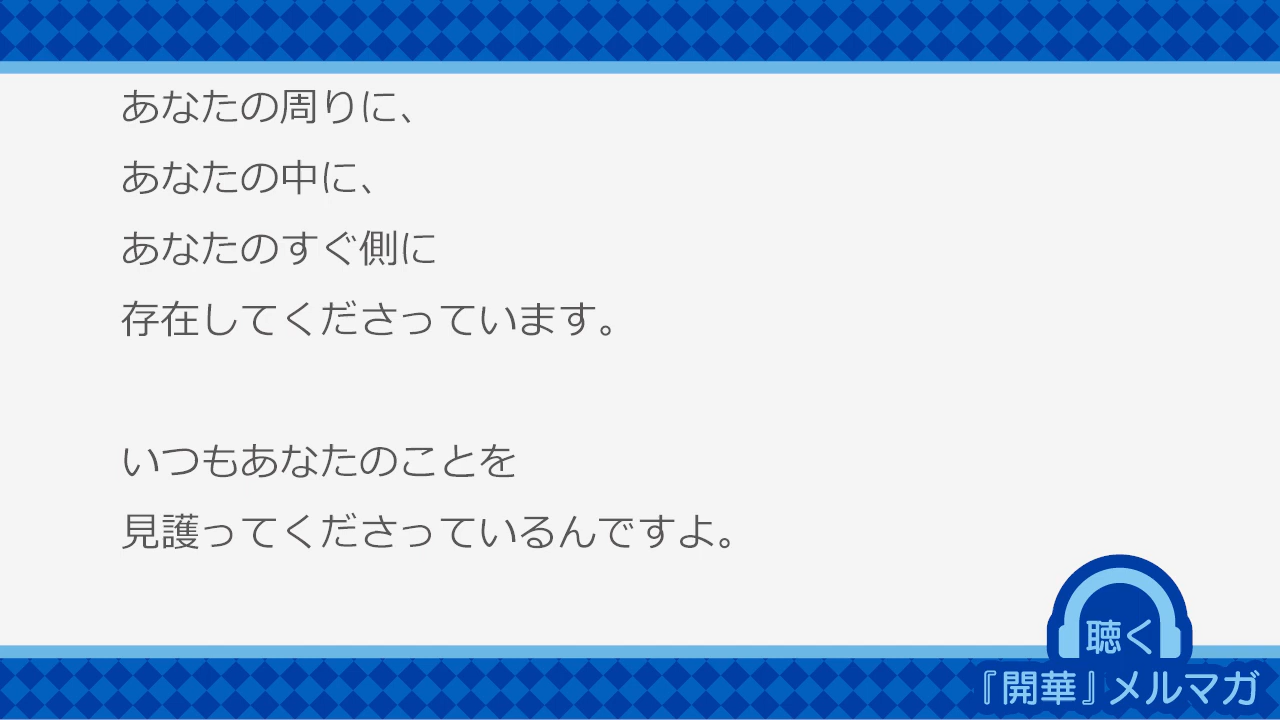 あなたの周りに、
あなたの中に、
あなたのすぐ側に
存在してくださっています。
いつもあなたのことを
見護ってくださっているんですよ。
聴く
『開華』メルマガ